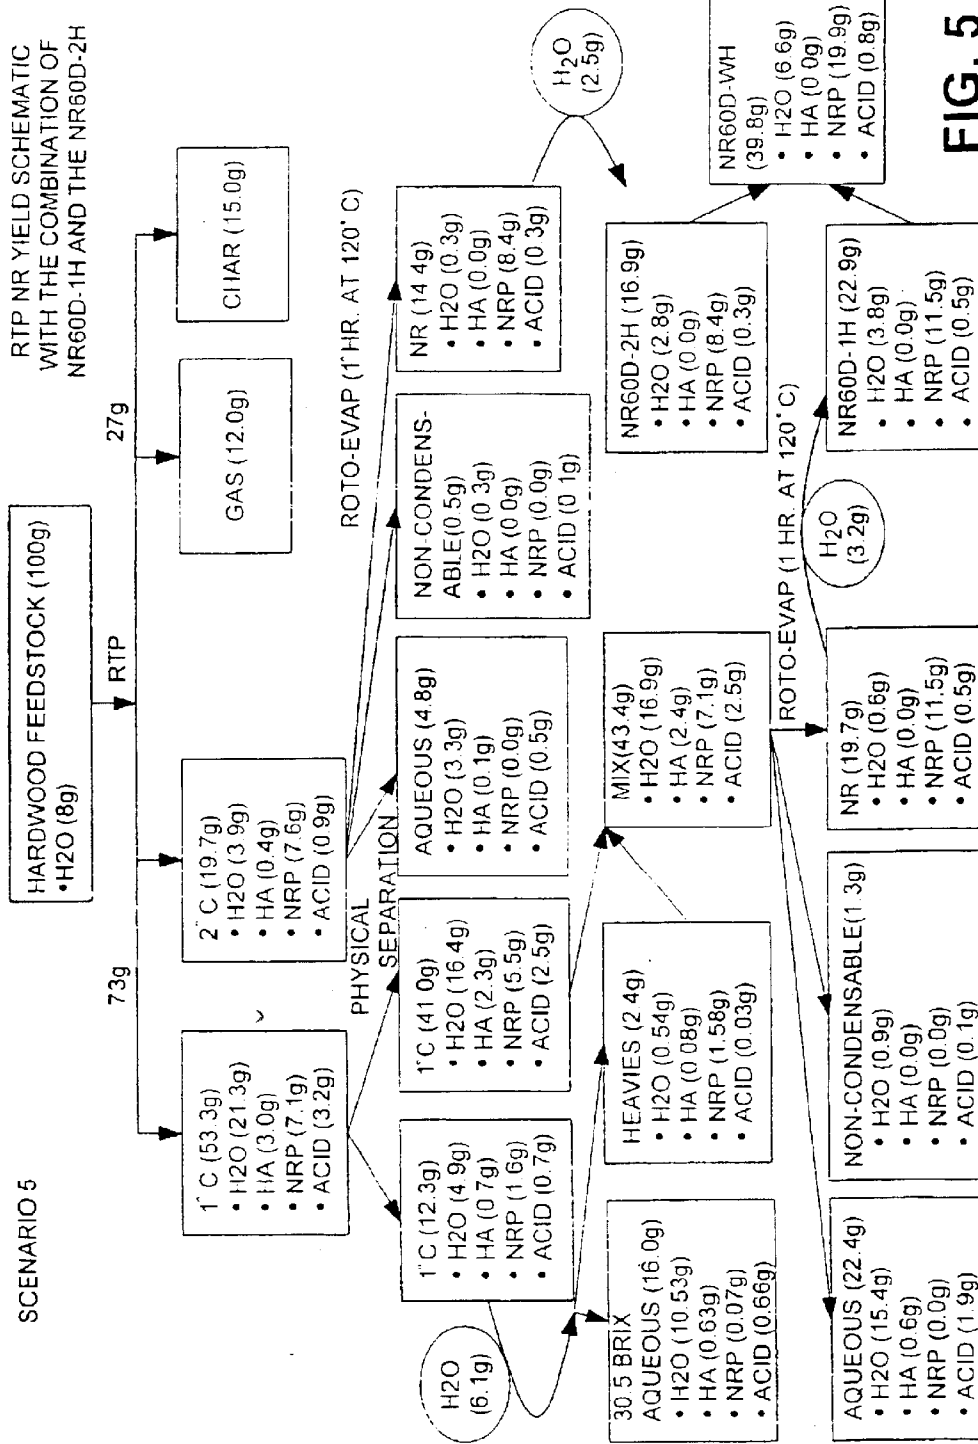 SCENARIO 5
RTP NR YIELD SCHEMATIC
WITH THE COMBINATION OF
NR60D-1H AND THE NR60D-2H
HARDWOOD FEEDSTOCK (100g)
•H2O (8g)
RTP
73g
27g
1°C (53.3g)
• H2O (21.3g)
• HA (3.0g)
• NRP (7.1g)
• ACID (3.2g)
2°C (19.7g)
• H2O (3.9g)
• HA (0.4g)
• NRP (7.6g)
• ACID (0.9g)
GAS (12.0g)
CHAR (15.0g)
PHYSICAL
SEPARATION
ROTO-EVAP (1 HR. AT 120°C)
1°C (12.3g)
• H2O (4.9g)
• HA (0.7g)
• NRP (1.6g)
• ACID (0.7g)
1°C (41.0g)
• H2O (16.4g)
• HA (2.3g)
• NRP (5.5g)
• ACID (2.5g)
AQUEOUS (4.8g)
• H2O (3.3g)
• HA (0.1g)
• NRP (0.0g)
• ACID (0.5g)
NON-CONDENS-
ABLE(0.5g)
• H2O (0.3g)
• HA (0.0g)
• NRP (0.0g)
• ACID (0.1g)
NR (14.4g)
• H2O (0.3g)
• HA (0.0g)
• NRP (8.4g)
• ACID (0.3g)
H2O
(6.1g)
H₂O
(2.5g)
30.5 BRIX
AQUEOUS (16.0g)
• H2O (10.53g)
• HA (0.63g)
• NRP (0.07g)
• ACID (0.66g)
HEAVIES (2.4g)
• H2O (0.54g)
• HA (0.08g)
• NRP (1.58g)
• ACID (0.03g)
MIX(43.4g)
• H2O (16.9g)
• HA (2.4g)
• NRP (7.1g)
• ACID (2.5g)
NR60D-2H (16.9g)
• H2O (2.8g)
• HA (0.0g)
• NRP (8.4g)
• ACID (0.3g)
NR60D-WH
(39.8g)
• H2O (6.6g)
• HA (0.0g)
• NRP (19.9g)
• ACID (0.8g)
ROTO-EVAP (1 HR. AT 120°C)
H₂O
(3.2g)
AQUEOUS (22.4g)
• H2O (15.4g)
• HA (0.6g)
• NRP (0.0g)
• ACID (1.9g)
NON-CONDENSABLE(1.3g)
• H2O (0.9g)
• HA (0.0g)
• NRP (0.0g)
• ACID (0.1g)
NR (19.7g)
• H2O (0.6g)
• HA (0.0g)
• NRP (11.5g)
• ACID (0.5g)
NR60D-1H (22.9g)
• H2O (3.8g)
• HA (0.0g)
• NRP (11.5g)
• ACID (0.5g)
FIG. 5